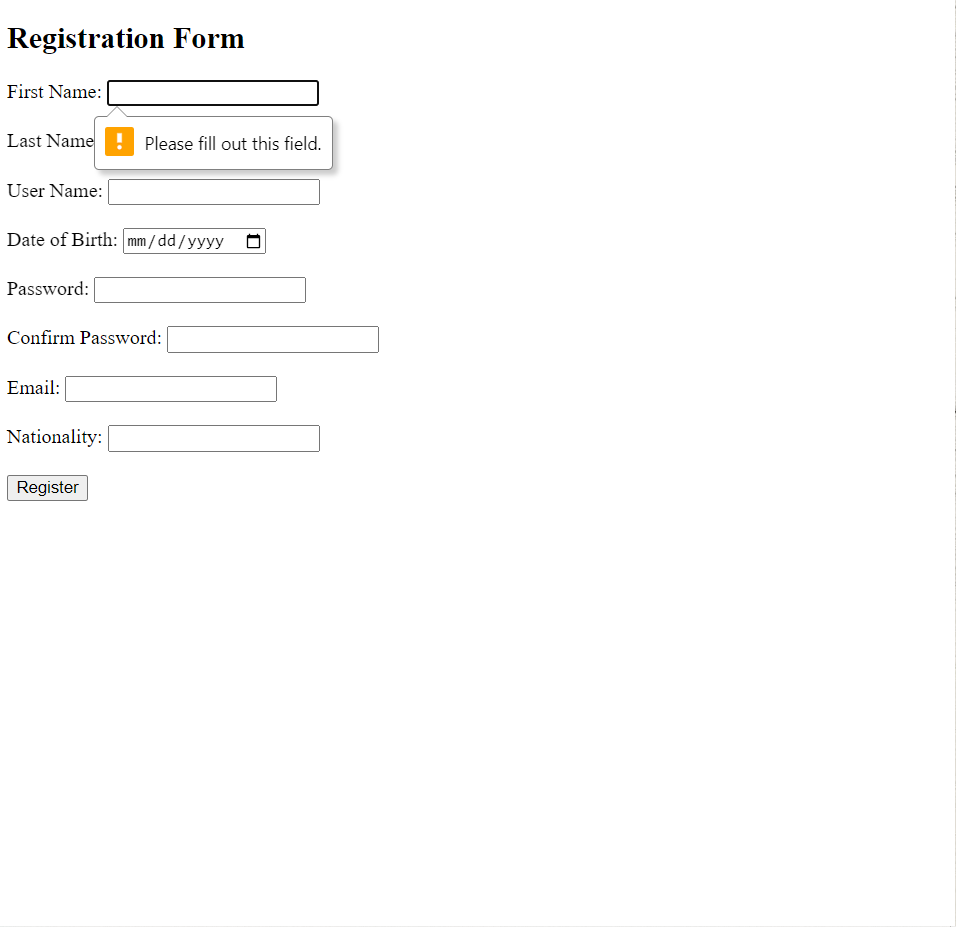 Registration Form
First Name:
Last Name
! Please fill out this field.
User Name:
Date of Birth: mm/dd/yyyy
Password:
Confirm Password:
Email:
Nationality:
Register